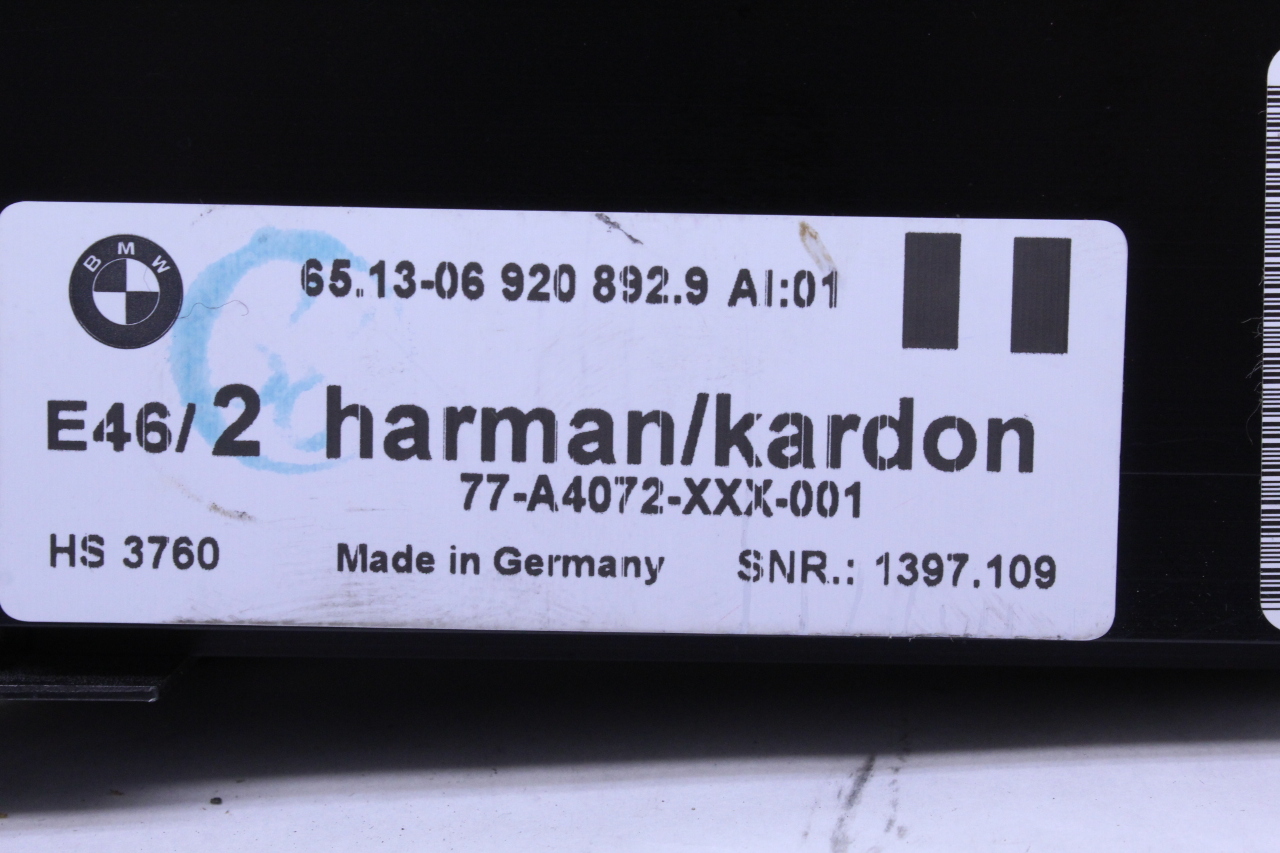 BMW
65.13-06 920 892.9 AI:01
E46/2 harman/kardon
77-A4072-XXX-001
HS 3760 Made in Germany SNR.: 1397.109